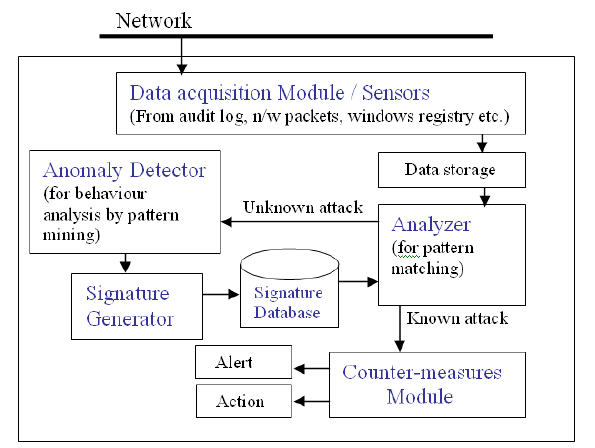 Network
Data acquisition Module / Sensors
(From audit log, n/w packets, windows registry etc.)
Data storage
Anomaly Detector
(for behaviour
analysis by pattern
mining)
Unknown attack
Analyzer
(for pattern
matching)
Signature
Generator
Signature
Database
Known attack
Alert
Action
Counter-measures
Module